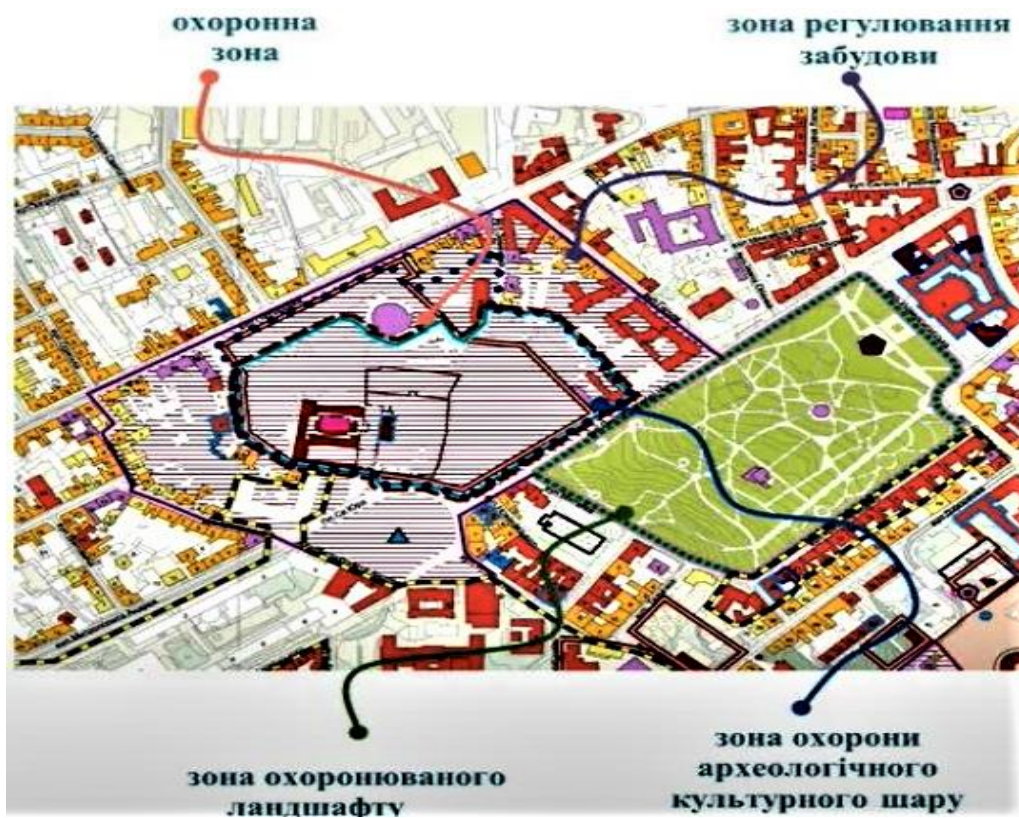 охоронна
зона
зона регулювання
забудови
зона охоронюваного
ландшафту
зона охорони
археологічного
культурного шару